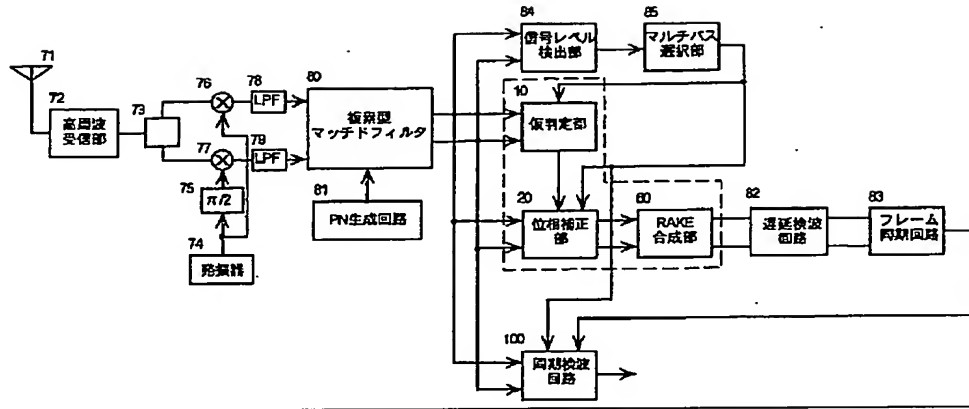 71
72
高周波
受信部
73
76
77
75
π/2
74
発振器
78
LPF
79
LPF
80
複素型
マッチドフィルタ
81
PN生成回路
84
信号レベル
検出部
85
マルチパス
選択部
10
仮判定部
20
位相補正
部
60
RAKE
合成部
82
遅延検波
回路
83
フレーム
同期回路
100
同期検波
回路